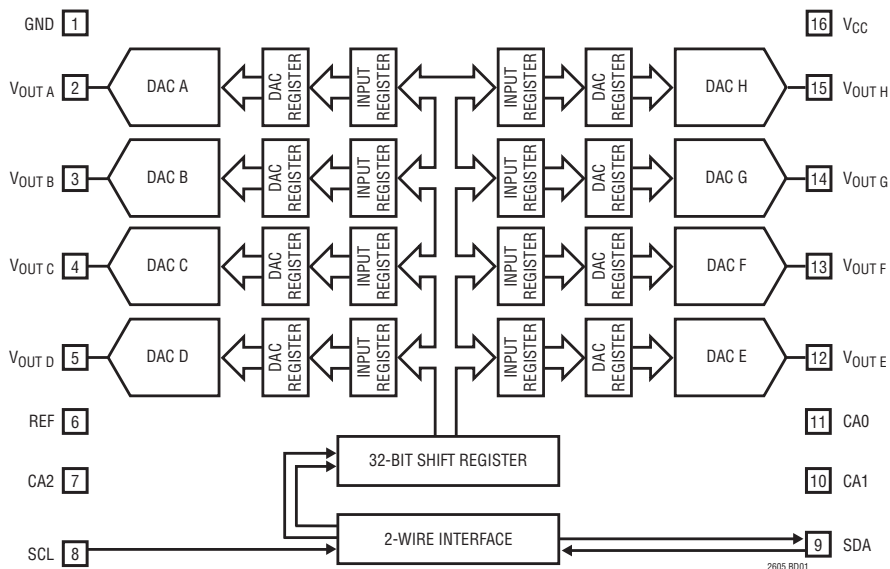 GND 1
16 VCC
VOUT A 2
DAC A
DAC
REGISTER
INPUT
REGISTER
INPUT
REGISTER
DAC
REGISTER
DAC H
15 VOUT H
VOUT B 3
DAC B
DAC
REGISTER
INPUT
REGISTER
INPUT
REGISTER
DAC
REGISTER
DAC G
14 VOUT G
VOUT C 4
DAC C
DAC
REGISTER
INPUT
REGISTER
INPUT
REGISTER
DAC
REGISTER
DAC F
13 VOUT F
VOUT D 5
DAC D
DAC
REGISTER
INPUT
REGISTER
INPUT
REGISTER
DAC
REGISTER
DAC E
12 VOUT E
REF 6
11 CA0
32-BIT SHIFT REGISTER
CA2 7
10 CA1
2-WIRE INTERFACE
SCL 8
9 SDA
2605 BD01